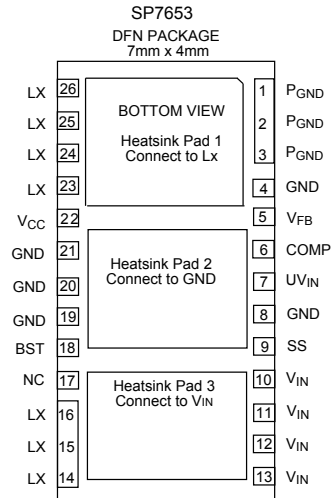 SP7653
DFN PACKAGE
7mm x 4mm
BOTTOM VIEW
Heatsink Pad 1
Connect to Lx
Heatsink Pad 2
Connect to GND
Heatsink Pad 3
Connect to VIN
LX 26
LX 25
LX 24
LX 23
VCC 22
GND 21
GND 20
GND 19
BST 18
NC 17
LX 16
LX 15
LX 14
1 PGND
2 PGND
3 PGND
4 GND
5 VFB
6 COMP
7 UVIN
8 GND
9 SS
10 VIN
11 VIN
12 VIN
13 VIN